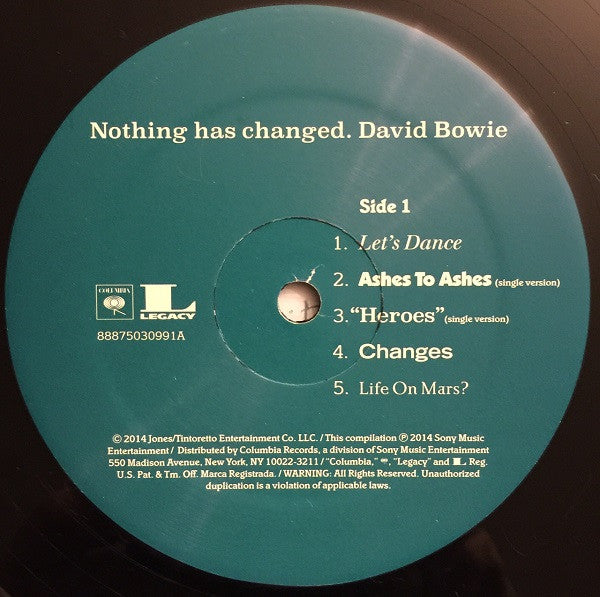 Nothing has changed. David Bowie
Side 1
1. Let's Dance
2. Ashes To Ashes (single version)
3. "Heroes" (single version)
4. Changes
5. Life On Mars?
COLUMBIA
L
LEGACY
88875030991A
© 2014 Jones/Tintoretto Entertainment Co. LLC. / This compilation ℗ 2014 Sony Music
Entertainment / Distributed by Columbia Records, a division of Sony Music Entertainment
550 Madison Avenue, New York, NY 10022-3211 / "Columbia," "Legacy" and L Reg.
U.S. Pat. & Tm. Off. Marca Registrada. / WARNING: All Rights Reserved. Unauthorized
duplication is a violation of applicable laws.